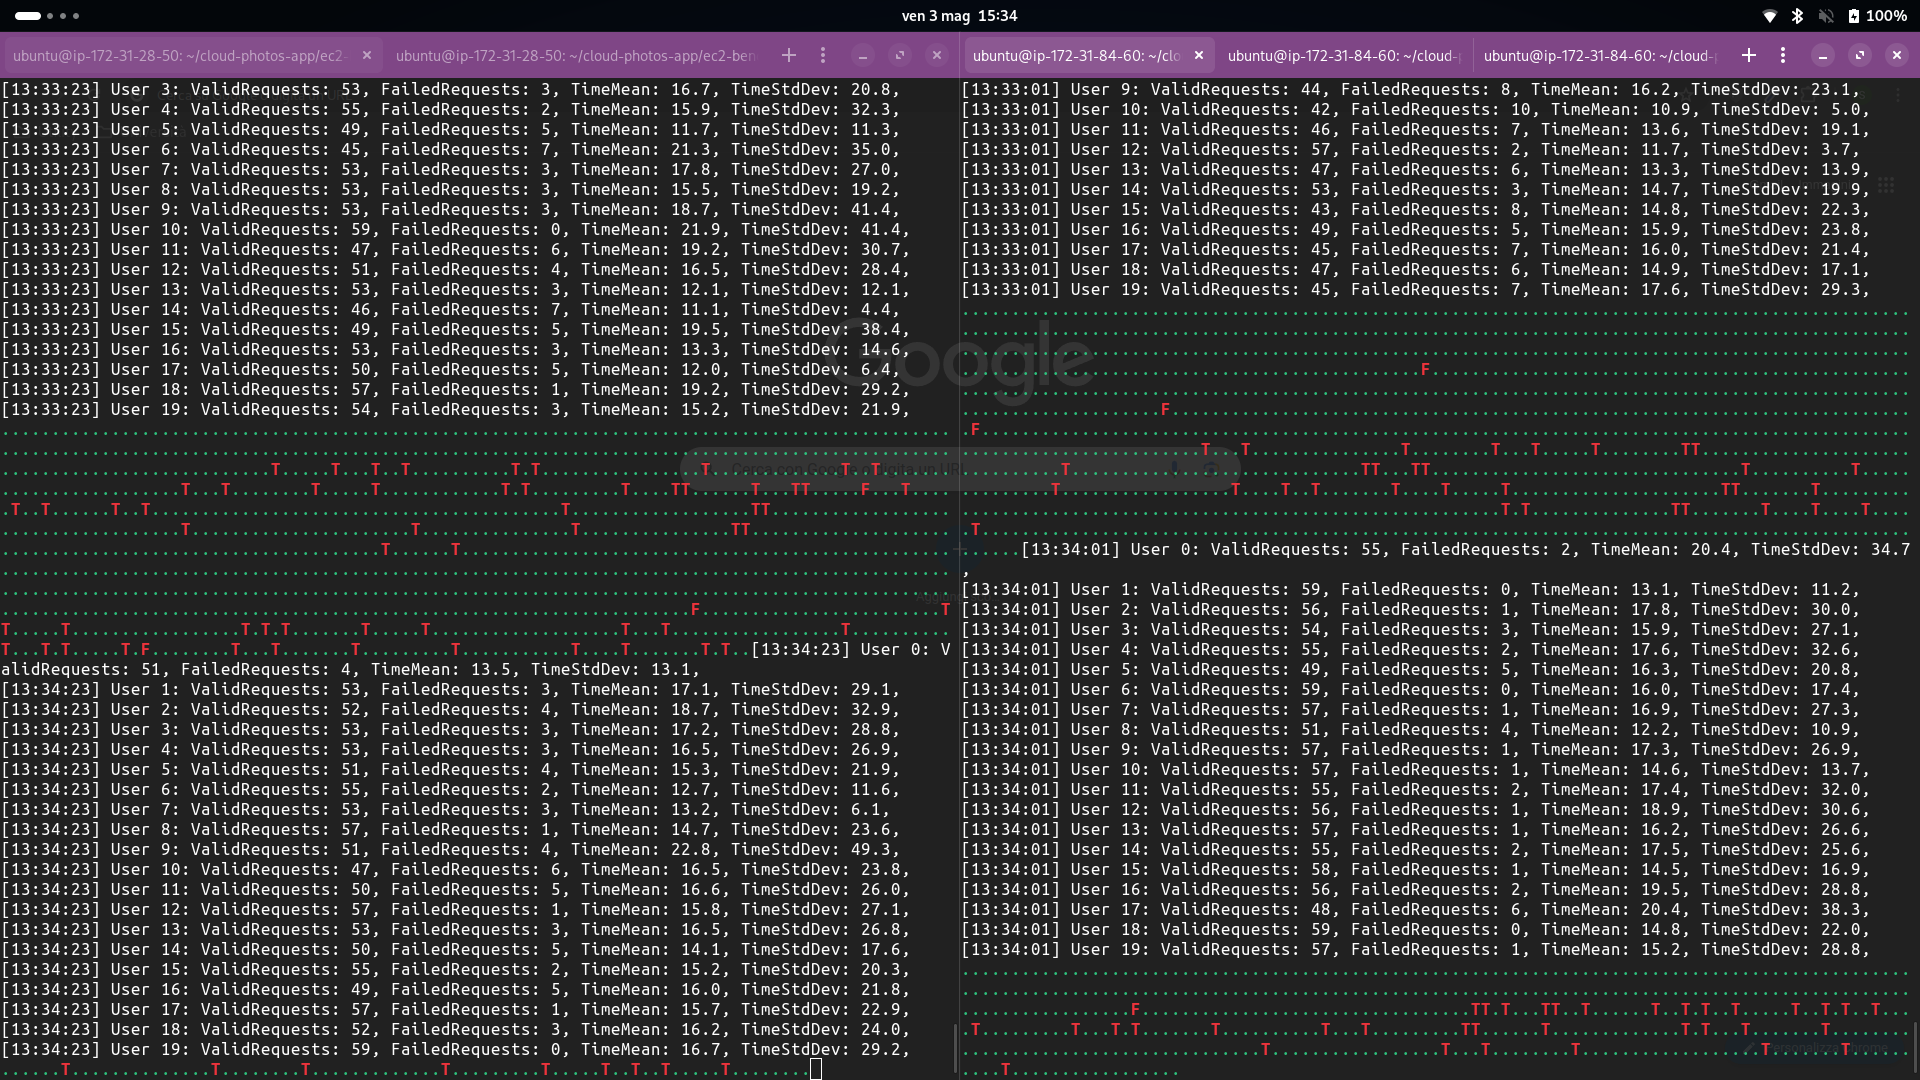 ven 3 mag 15:34
100%
ubuntu@ip-172-31-28-50: ~/cloud-photos-app/ec2-
ubuntu@ip-172-31-28-50: ~/cloud-photos-app/ec2-ben
[13:33:23] User 3: ValidRequests: 53, FailedRequests: 3, TimeMean: 16.7, TimeStdDev: 20.8,
[13:33:23] User 4: ValidRequests: 55, FailedRequests: 2, TimeMean: 15.9, TimeStdDev: 32.3,
[13:33:23] User 5: ValidRequests: 49, FailedRequests: 5, TimeMean: 11.7, TimeStdDev: 11.3,
[13:33:23] User 6: ValidRequests: 45, FailedRequests: 7, TimeMean: 21.3, TimeStdDev: 35.0,
[13:33:23] User 7: ValidRequests: 53, FailedRequests: 3, TimeMean: 17.8, TimeStdDev: 27.0,
[13:33:23] User 8: ValidRequests: 53, FailedRequests: 3, TimeMean: 15.5, TimeStdDev: 19.2,
[13:33:23] User 9: ValidRequests: 53, FailedRequests: 3, TimeMean: 18.7, TimeStdDev: 41.4,
[13:33:23] User 10: ValidRequests: 59, FailedRequests: 0, TimeMean: 21.9, TimeStdDev: 41.4,
[13:33:23] User 11: ValidRequests: 47, FailedRequests: 6, TimeMean: 19.2, TimeStdDev: 30.7,
[13:33:23] User 12: ValidRequests: 51, FailedRequests: 4, TimeMean: 16.5, TimeStdDev: 28.4,
[13:33:23] User 13: ValidRequests: 53, FailedRequests: 3, TimeMean: 12.1, TimeStdDev: 12.1,
[13:33:23] User 14: ValidRequests: 46, FailedRequests: 7, TimeMean: 11.1, TimeStdDev: 4.4,
[13:33:23] User 15: ValidRequests: 49, FailedRequests: 5, TimeMean: 19.5, TimeStdDev: 38.4,
[13:33:23] User 16: ValidRequests: 53, FailedRequests: 3, TimeMean: 13.3, TimeStdDev: 14.6,
[13:33:23] User 17: ValidRequests: 50, FailedRequests: 5, TimeMean: 12.0, TimeStdDev: 6.4,
[13:33:23] User 18: ValidRequests: 57, FailedRequests: 1, TimeMean: 19.2, TimeStdDev: 29.2,
[13:33:23] User 19: ValidRequests: 54, FailedRequests: 3, TimeMean: 15.2, TimeStdDev: 21.9,
[13:34:23] User 0: V
alidRequests: 51, FailedRequests: 4, TimeMean: 13.5, TimeStdDev: 13.1,
[13:34:23] User 1: ValidRequests: 53, FailedRequests: 3, TimeMean: 17.1, TimeStdDev: 29.1,
[13:34:23] User 2: ValidRequests: 52, FailedRequests: 4, TimeMean: 18.7, TimeStdDev: 32.9,
[13:34:23] User 3: ValidRequests: 53, FailedRequests: 3, TimeMean: 17.2, TimeStdDev: 28.8,
[13:34:23] User 4: ValidRequests: 53, FailedRequests: 3, TimeMean: 16.5, TimeStdDev: 26.9,
[13:34:23] User 5: ValidRequests: 51, FailedRequests: 4, TimeMean: 15.3, TimeStdDev: 21.9,
[13:34:23] User 6: ValidRequests: 55, FailedRequests: 2, TimeMean: 12.7, TimeStdDev: 11.6,
[13:34:23] User 7: ValidRequests: 53, FailedRequests: 3, TimeMean: 13.2, TimeStdDev: 6.1,
[13:34:23] User 8: ValidRequests: 57, FailedRequests: 1, TimeMean: 14.7, TimeStdDev: 23.6,
[13:34:23] User 9: ValidRequests: 51, FailedRequests: 4, TimeMean: 22.8, TimeStdDev: 49.3,
[13:34:23] User 10: ValidRequests: 47, FailedRequests: 6, TimeMean: 16.5, TimeStdDev: 23.8,
[13:34:23] User 11: ValidRequests: 50, FailedRequests: 5, TimeMean: 16.6, TimeStdDev: 26.0,
[13:34:23] User 12: ValidRequests: 57, FailedRequests: 1, TimeMean: 15.8, TimeStdDev: 27.1,
[13:34:23] User 13: ValidRequests: 53, FailedRequests: 3, TimeMean: 16.5, TimeStdDev: 26.8,
[13:34:23] User 14: ValidRequests: 50, FailedRequests: 5, TimeMean: 14.1, TimeStdDev: 17.6,
[13:34:23] User 15: ValidRequests: 55, FailedRequests: 2, TimeMean: 15.2, TimeStdDev: 20.3,
[13:34:23] User 16: ValidRequests: 49, FailedRequests: 5, TimeMean: 16.0, TimeStdDev: 21.8,
[13:34:23] User 17: ValidRequests: 57, FailedRequests: 1, TimeMean: 15.7, TimeStdDev: 22.9,
[13:34:23] User 18: ValidRequests: 52, FailedRequests: 3, TimeMean: 16.2, TimeStdDev: 24.0,
[13:34:23] User 19: ValidRequests: 59, FailedRequests: 0, TimeMean: 16.7, TimeStdDev: 29.2,
ubuntu@ip-172-31-84-60: ~/clo
ubuntu@ip-172-31-84-60: ~/cloud-
ubuntu@ip-172-31-84-60: ~/cloud-
[13:33:01] User 9: ValidRequests: 44, FailedRequests: 8, TimeMean: 16.2, TimeStdDev: 23.1,
[13:33:01] User 10: ValidRequests: 42, FailedRequests: 10, TimeMean: 10.9, TimeStdDev: 5.0,
[13:33:01] User 11: ValidRequests: 46, FailedRequests: 7, TimeMean: 13.6, TimeStdDev: 19.1,
[13:33:01] User 12: ValidRequests: 57, FailedRequests: 2, TimeMean: 11.7, TimeStdDev: 3.7,
[13:33:01] User 13: ValidRequests: 47, FailedRequests: 6, TimeMean: 13.3, TimeStdDev: 13.9,
[13:33:01] User 14: ValidRequests: 53, FailedRequests: 3, TimeMean: 14.7, TimeStdDev: 19.9,
[13:33:01] User 15: ValidRequests: 43, FailedRequests: 8, TimeMean: 14.8, TimeStdDev: 22.3,
[13:33:01] User 16: ValidRequests: 49, FailedRequests: 5, TimeMean: 15.9, TimeStdDev: 23.8,
[13:33:01] User 17: ValidRequests: 45, FailedRequests: 7, TimeMean: 16.0, TimeStdDev: 21.4,
[13:33:01] User 18: ValidRequests: 47, FailedRequests: 6, TimeMean: 14.9, TimeStdDev: 17.1,
[13:33:01] User 19: ValidRequests: 45, FailedRequests: 7, TimeMean: 17.6, TimeStdDev: 29.3,
Google
[13:34:01] User 0: ValidRequests: 55, FailedRequests: 2, TimeMean: 20.4, TimeStdDev: 34.7
,
[13:34:01] User 1: ValidRequests: 59, FailedRequests: 0, TimeMean: 13.1, TimeStdDev: 11.2,
[13:34:01] User 2: ValidRequests: 56, FailedRequests: 1, TimeMean: 17.8, TimeStdDev: 30.0,
[13:34:01] User 3: ValidRequests: 54, FailedRequests: 3, TimeMean: 15.9, TimeStdDev: 27.1,
[13:34:01] User 4: ValidRequests: 55, FailedRequests: 2, TimeMean: 17.6, TimeStdDev: 32.6,
[13:34:01] User 5: ValidRequests: 49, FailedRequests: 5, TimeMean: 16.3, TimeStdDev: 20.8,
[13:34:01] User 6: ValidRequests: 59, FailedRequests: 0, TimeMean: 16.0, TimeStdDev: 17.4,
[13:34:01] User 7: ValidRequests: 57, FailedRequests: 1, TimeMean: 16.9, TimeStdDev: 27.3,
[13:34:01] User 8: ValidRequests: 51, FailedRequests: 4, TimeMean: 12.2, TimeStdDev: 10.9,
[13:34:01] User 9: ValidRequests: 57, FailedRequests: 1, TimeMean: 17.3, TimeStdDev: 26.9,
[13:34:01] User 10: ValidRequests: 57, FailedRequests: 1, TimeMean: 14.6, TimeStdDev: 13.7,
[13:34:01] User 11: ValidRequests: 55, FailedRequests: 2, TimeMean: 17.4, TimeStdDev: 32.0,
[13:34:01] User 12: ValidRequests: 56, FailedRequests: 1, TimeMean: 18.9, TimeStdDev: 30.6,
[13:34:01] User 13: ValidRequests: 57, FailedRequests: 1, TimeMean: 16.2, TimeStdDev: 26.6,
[13:34:01] User 14: ValidRequests: 55, FailedRequests: 2, TimeMean: 17.5, TimeStdDev: 25.6,
[13:34:01] User 15: ValidRequests: 58, FailedRequests: 1, TimeMean: 14.5, TimeStdDev: 16.9,
[13:34:01] User 16: ValidRequests: 56, FailedRequests: 2, TimeMean: 19.5, TimeStdDev: 28.8,
[13:34:01] User 17: ValidRequests: 48, FailedRequests: 6, TimeMean: 20.4, TimeStdDev: 38.3,
[13:34:01] User 18: ValidRequests: 59, FailedRequests: 0, TimeMean: 14.8, TimeStdDev: 22.0,
[13:34:01] User 19: ValidRequests: 57, FailedRequests: 1, TimeMean: 15.2, TimeStdDev: 28.8,